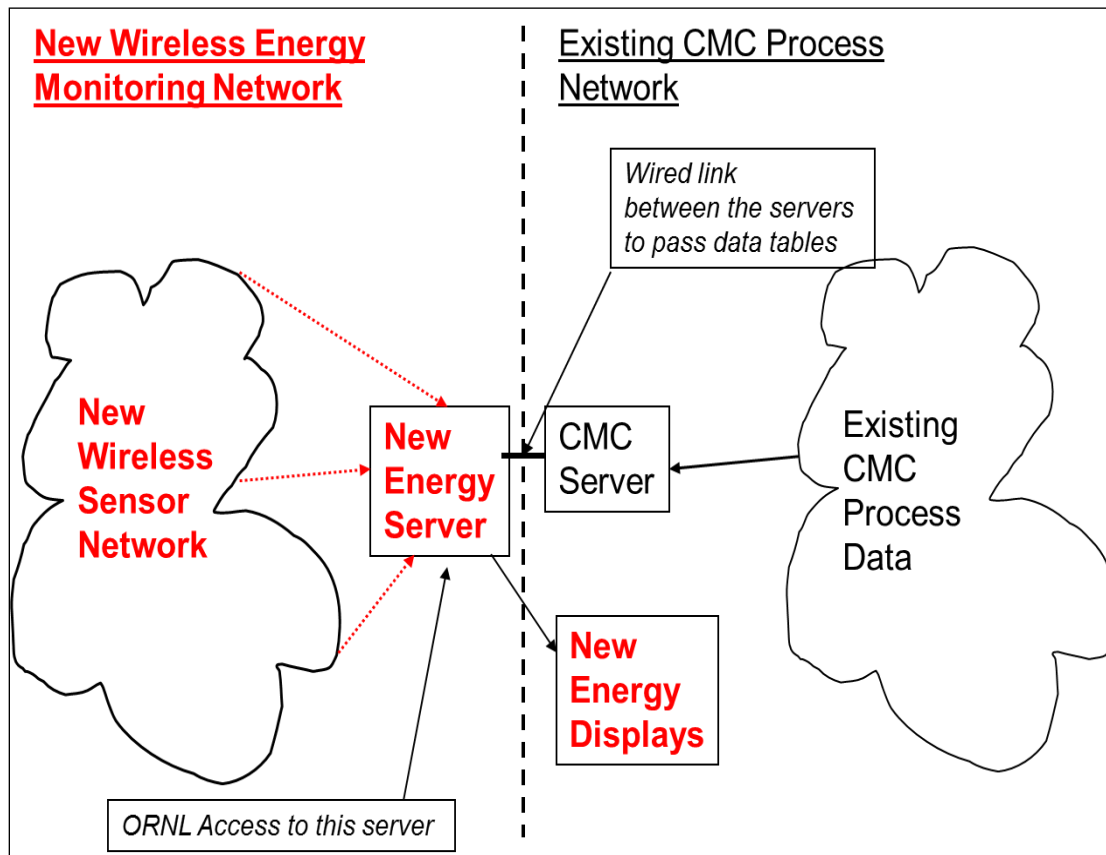 New Wireless Energy
Monitoring Network
Existing CMC Process
Network
Wired link
between the servers
to pass data tables
New
Wireless
Sensor
Network
New
Energy
Server
CMC
Server
Existing
CMC
Process
Data
New
Energy
Displays
ORNL Access to this server